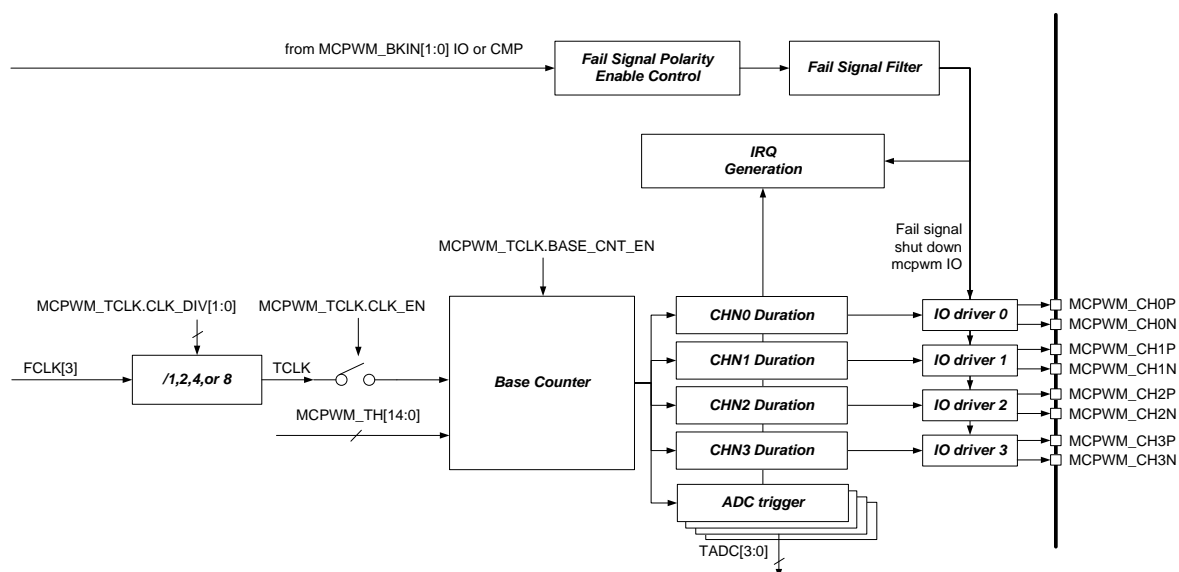 from MCPWM_BKIN[1:0] IO or CMP
Fail Signal Polarity
Enable Control
Fail Signal Filter
IRQ
Generation
Fail signal
shut down
mcpwm IO
MCPWM_TCLK.BASE_CNT_EN
MCPWM_TCLK.CLK_DIV[1:0]
MCPWM_TCLK.CLK_EN
FCLK[3]
/1,2,4,or 8
TCLK
MCPWM_TH[14:0]
Base Counter
CHN0 Duration
CHN1 Duration
CHN2 Duration
CHN3 Duration
ADC trigger
TADC[3:0]
IO driver 0
IO driver 1
IO driver 2
IO driver 3
MCPWM_CH0P
MCPWM_CH0N
MCPWM_CH1P
MCPWM_CH1N
MCPWM_CH2P
MCPWM_CH2N
MCPWM_CH3P
MCPWM_CH3N